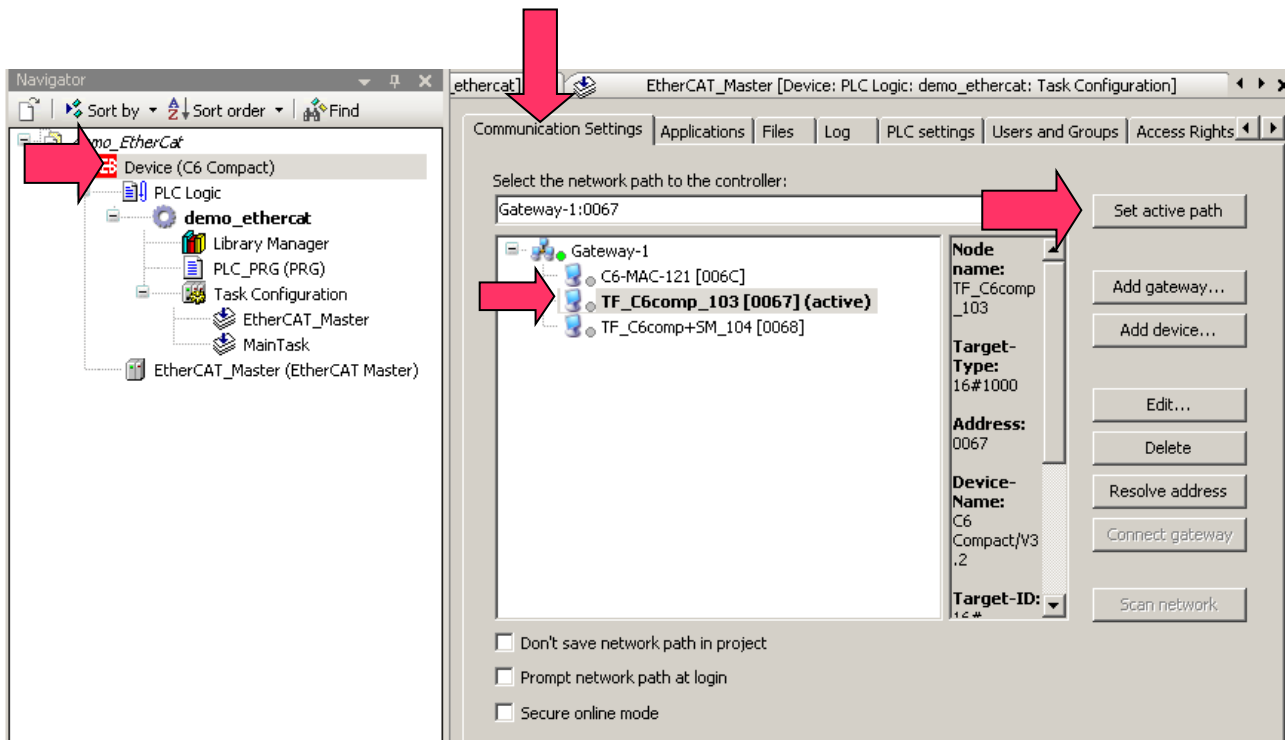 Navigator
Sort by
Sort order
Find
Device (C6 Compact)
PLC Logic
demo_ethercat
Library Manager
PLC_PRG (PRG)
Task Configuration
EtherCAT_Master
MainTask
EtherCAT_Master (EtherCAT Master)
_ethercat]
EtherCAT_Master [Device: PLC Logic: demo_ethercat: Task Configuration]
Communication Settings
Applications
Files
Log
PLC settings
Users and Groups
Access Rights
Select the network path to the controller:
Gateway-1:0067
Gateway-1
C6-MAC-121 [006C]
TF_C6comp_103 [0067] (active)
TF_C6comp+SM_104 [0068]
Node
name:
TF_C6comp
_103
Target-
Type:
16#1000
Address:
0067
Device-
Name:
C6
Compact/V3
.2
Target-ID:
16#
Set active path
Add gateway...
Add device...
Edit...
Delete
Resolve address
Connect gateway
Scan network
Don't save network path in project
Prompt network path at login
Secure online mode